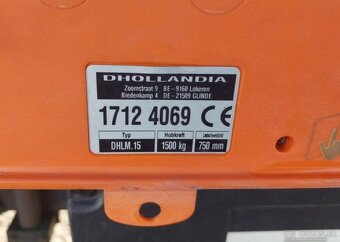 DHOLLANDIA
Zoomstraat 9 BE-9160 Lokeren
Biedenkamp 4 DE-21509 GLINDE
1712 4069 CE
Typ Hubkraft
DHLM.15 1500 kg 750 mm